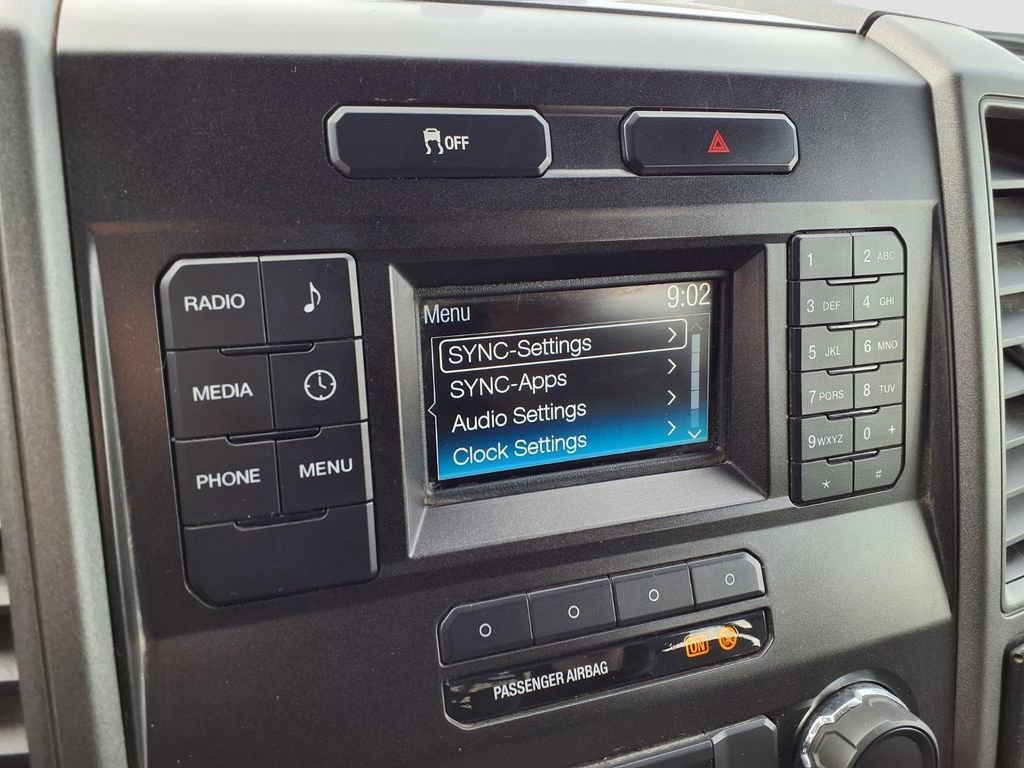 OFF
Menu 9:02
SYNC-Settings
SYNC-Apps
Audio Settings
Clock Settings
RADIO
MEDIA
PHONE MENU
1 2 ABC
3 DEF 4 GHI
5 JKL 6 MNO
7 PQRS 8 TUV
9 WXYZ 0 +
* #
PASSENGER AIRBAG ON